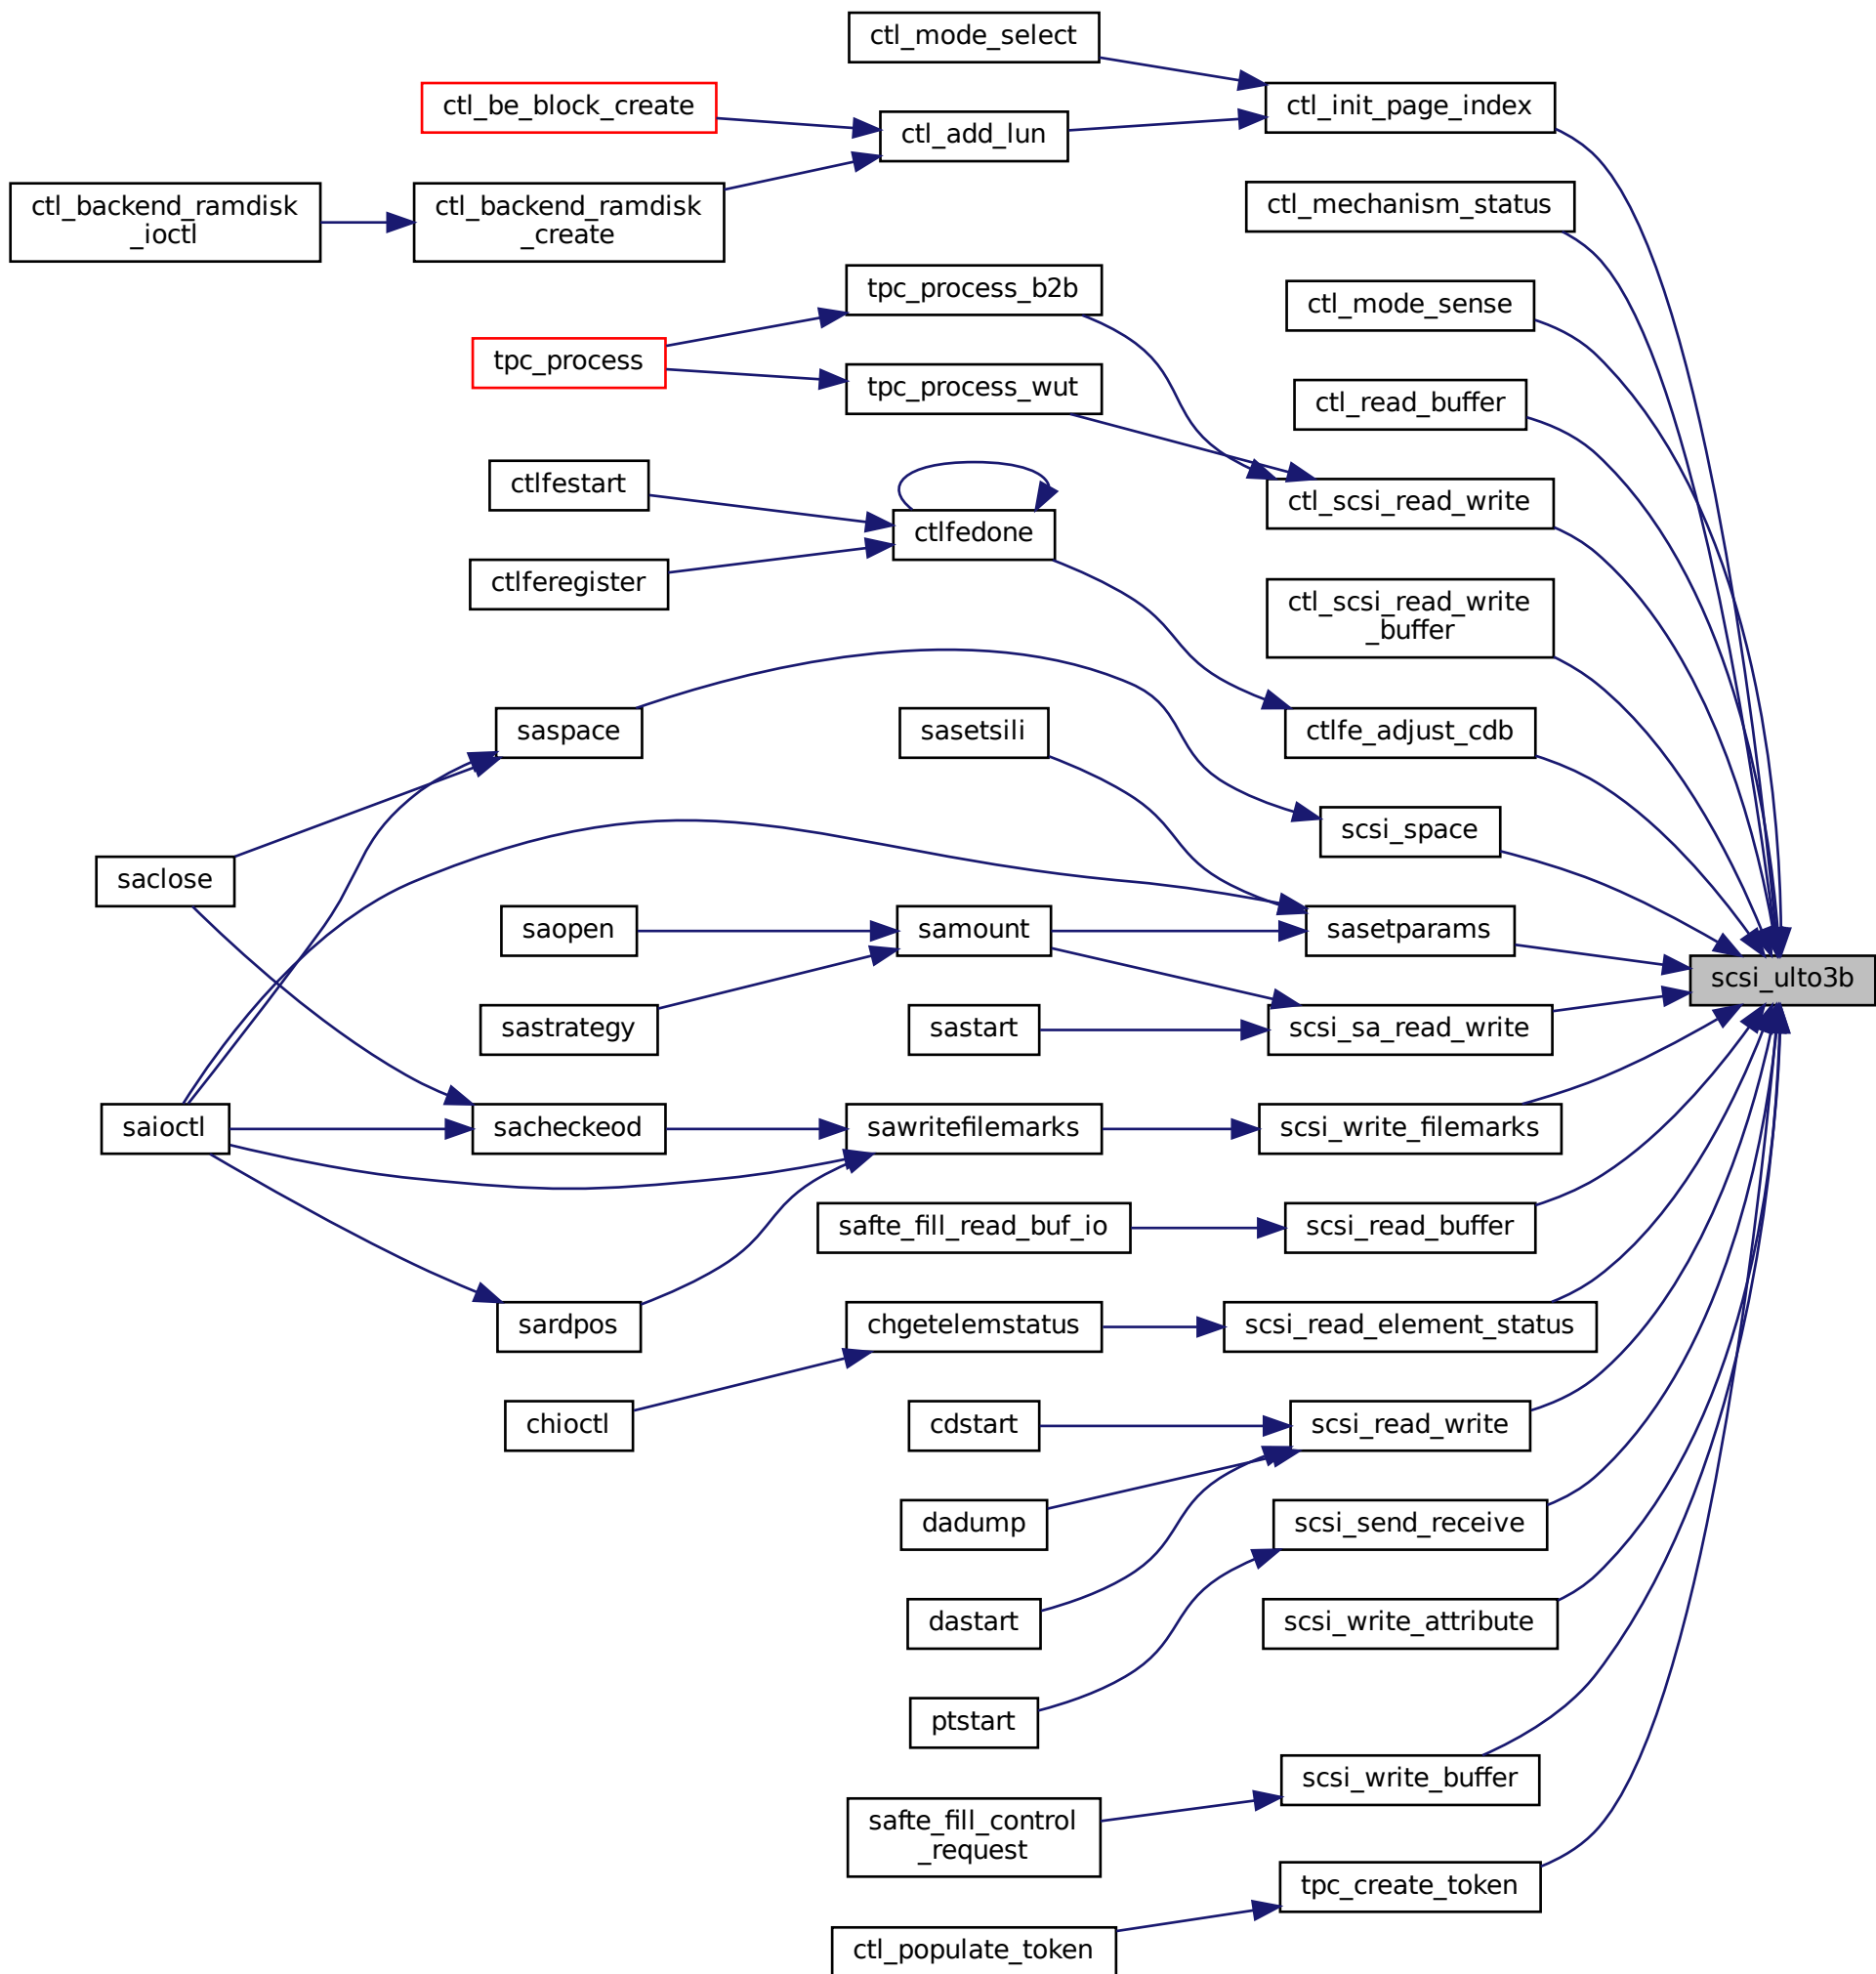 ctl_mode_select
ctl_be_block_create
ctl_init_page_index
ctl_add_lun
ctl_backend_ramdisk
_ioctl
ctl_backend_ramdisk
_create
ctl_mechanism_status
tpc_process_b2b
ctl_mode_sense
tpc_process
tpc_process_wut
ctl_read_buffer
ctlfestart
ctl_scsi_read_write
ctlfedone
ctlferegister
ctl_scsi_read_write
_buffer
saspace
sasetsili
ctlfe_adjust_cdb
scsi_space
saclose
saopen
samount
sasetparams
scsi_ulto3b
sastrategy
sastart
scsi_sa_read_write
saioctl
sacheckeod
sawritefilemarks
scsi_write_filemarks
safte_fill_read_buf_io
scsi_read_buffer
sardpos
chgetelemstatus
scsi_read_element_status
chioctl
cdstart
scsi_read_write
dadump
scsi_send_receive
dastart
scsi_write_attribute
ptstart
scsi_write_buffer
safte_fill_control
_request
tpc_create_token
ctl_populate_token